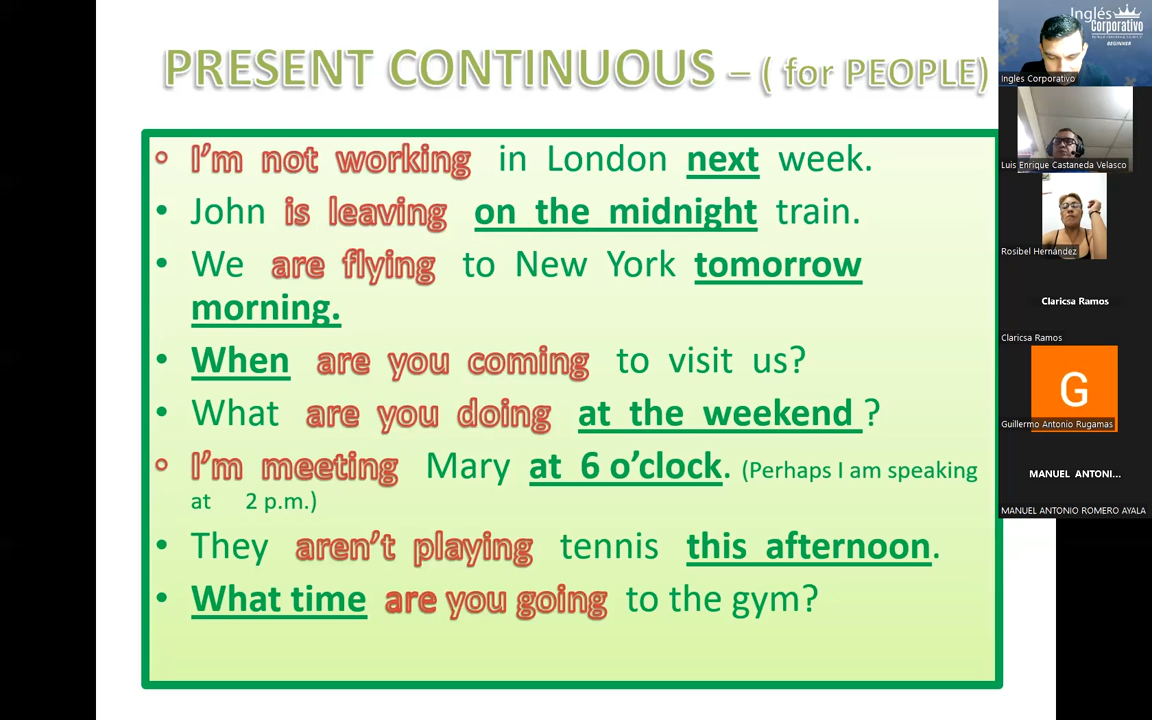 PRESENT CONTINUOUS – ( for PEOPLE)
• I'm not working in London next week.
• John is leaving on the midnight train.
• We are flying to New York tomorrow
morning.
• When are you coming to visit us?
• What are you doing at the weekend ?
• I'm meeting Mary at 6 o'clock. (Perhaps I am speaking
at 2 p.m.)
• They aren't playing tennis this afternoon.
• What time are you going to the gym?
Inglés
Corporativo
BEGINNER
Ingles Corporativo
Luis Enrique Castaneda Velasco
Rosibel Hernández
Claricsa Ramos
Claricsa Ramos
G
Guillermo Antonio Rugamas
MANUEL ANTONI...
MANUEL ANTONIO ROMERO AYALA